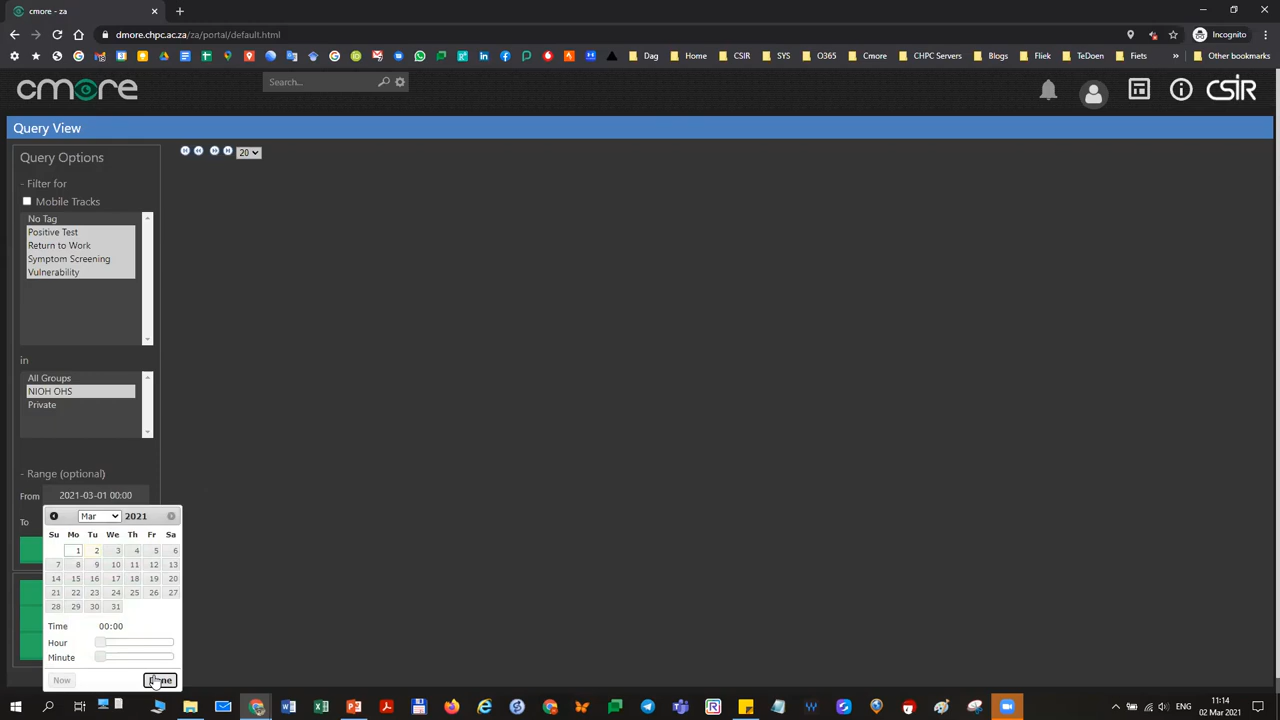 cmore - za
dmore.chpc.ac.za/za/portal/default.html
Incognito
Dag
Home
CSIR
SYS
O365
Cmore
CHPC Servers
Blogs
Fliek
TeDoen
Fiets
»
Other bookmarks
cmore
Search...
CSIR
Query View
Query Options
20
- Filter for
Mobile Tracks
No Tag
Positive Test
Return to Work
Symptom Screening
Vulnerability
in
All Groups
NIOH OHS
Private
- Range (optional)
From 2021-03-01 00:00
To
Mar 2021
Su Mo Tu We Th Fr Sa
1 2 3 4 5 6
7 8 9 10 11 12 13
14 15 16 17 18 19 20
21 22 23 24 25 26 27
28 29 30 31
Time 00:00
Hour
Minute
Now
ENG
11:14
02 Mar 2021